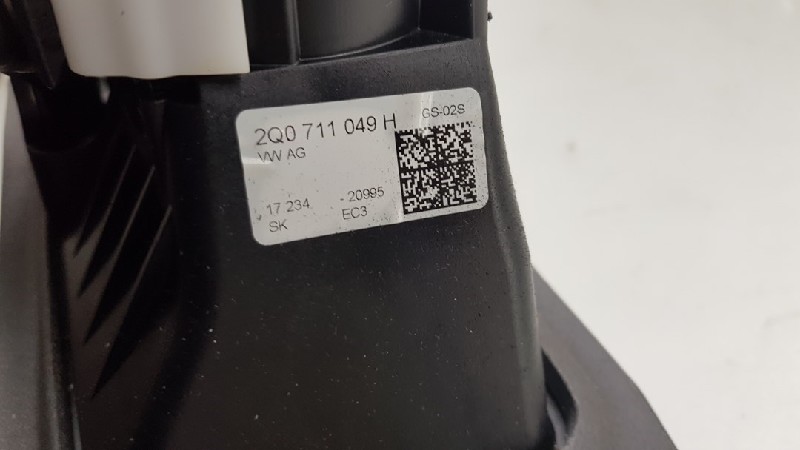 GS-02S
2Q0 711 049 H
VW AG
17 234 - 20995
SK EC3